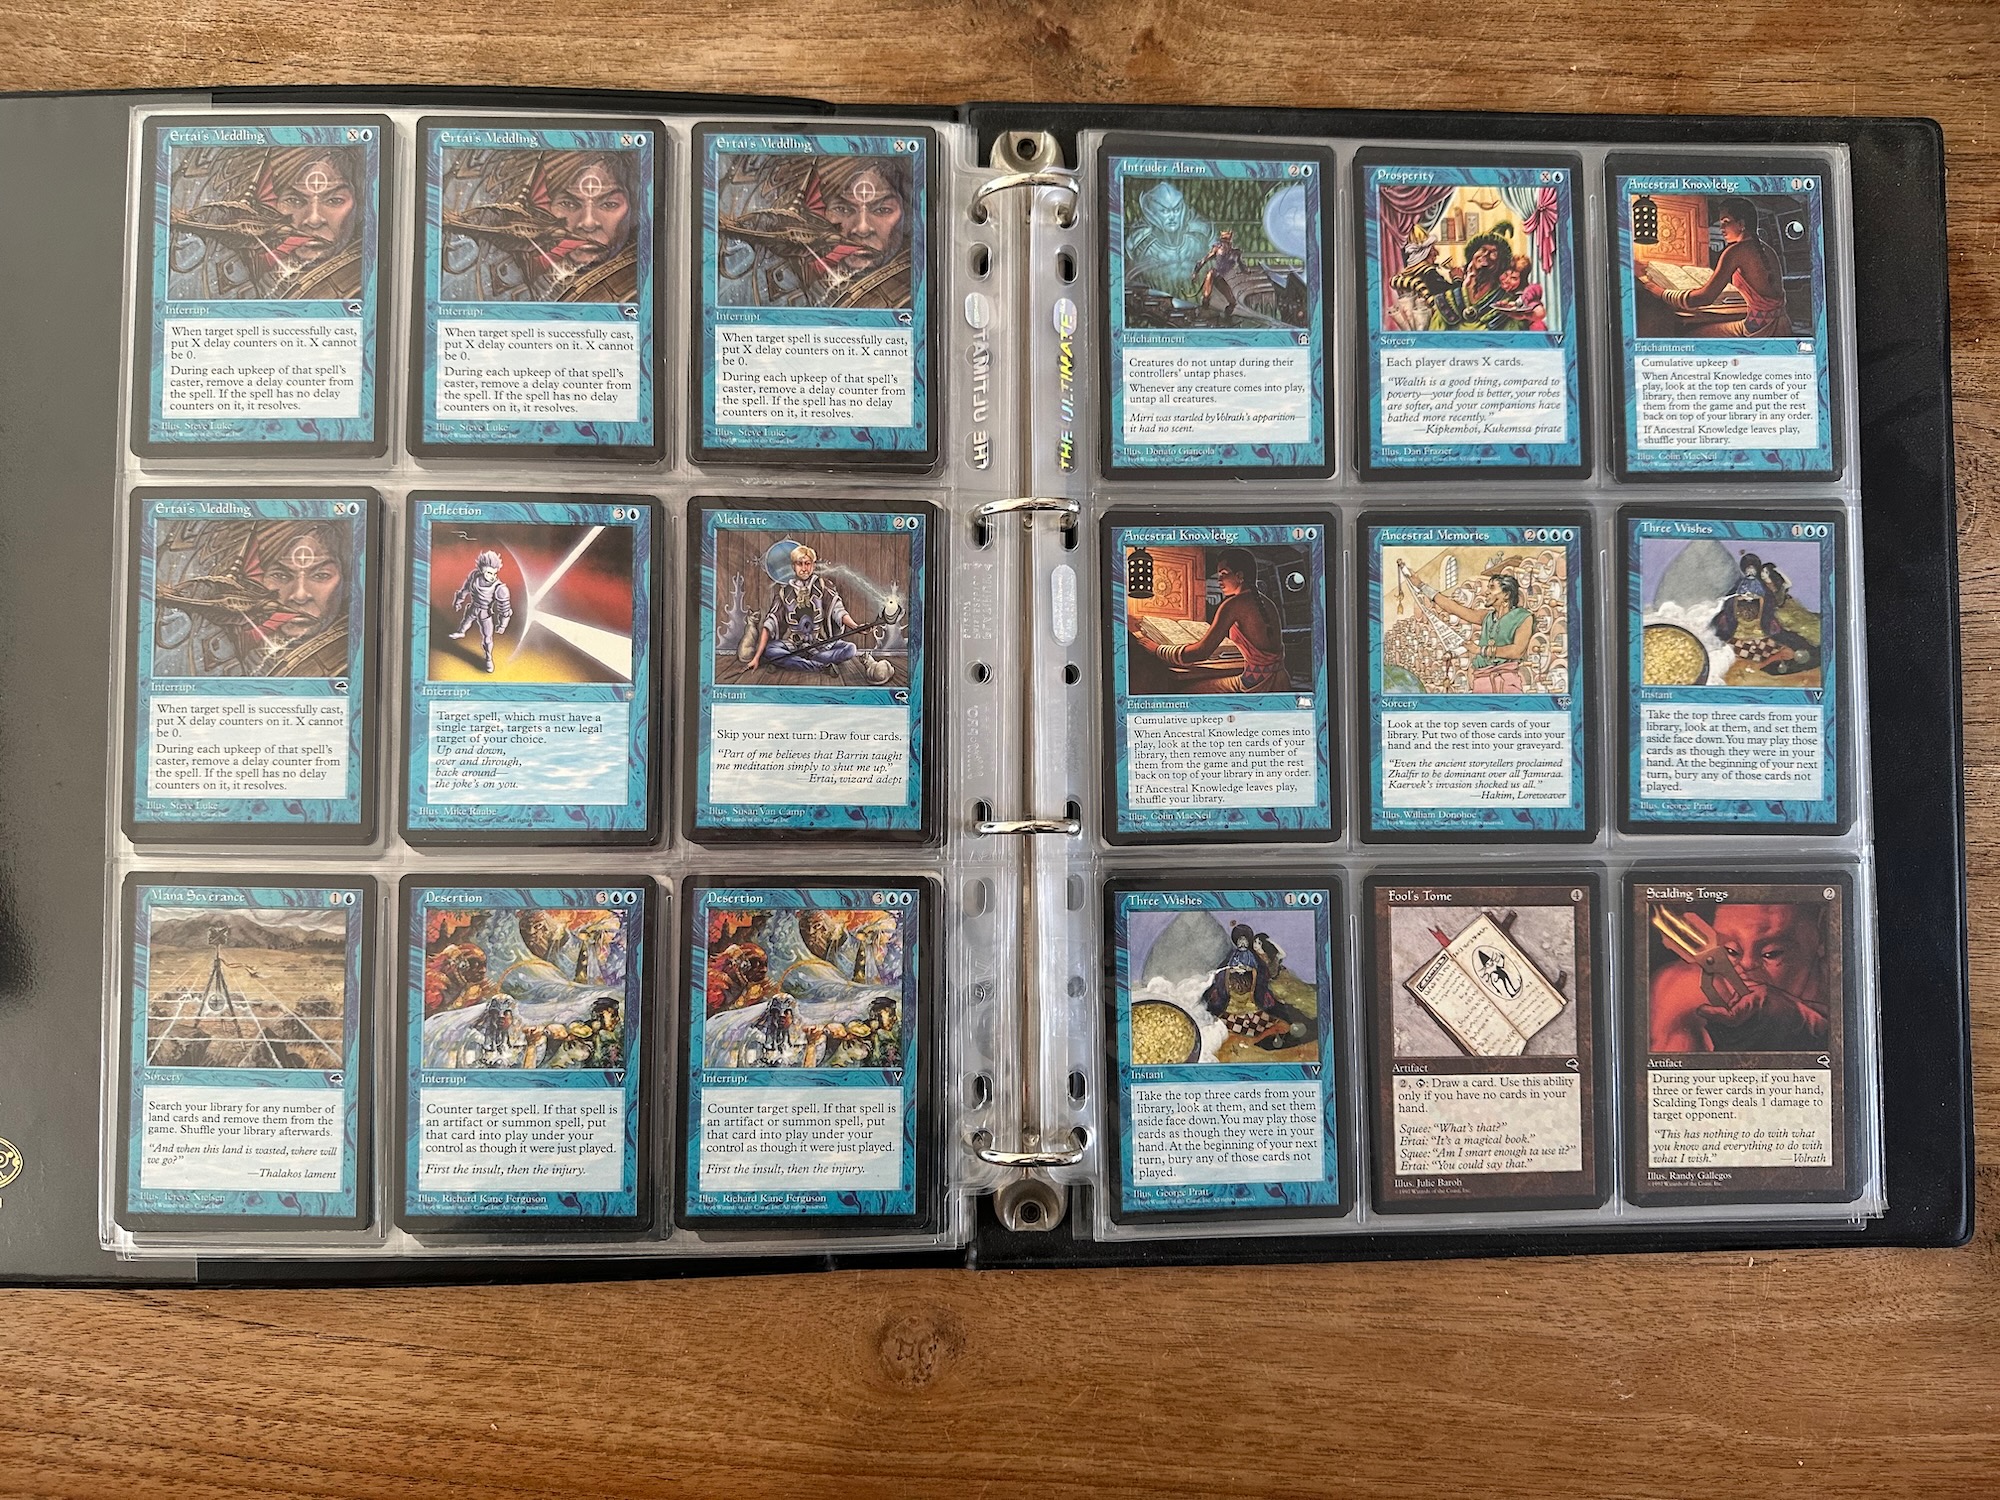 Ertai's Meddling X
Interrupt
When target spell is successfully cast,
put X delay counters on it. X cannot
be 0.
During each upkeep of that spell's
caster, remove a delay counter from
the spell. If the spell has no delay
counters on it, it resolves.
Illus. Steve Luke
Ertai's Meddling X
Interrupt
When target spell is successfully cast,
put X delay counters on it. X cannot
be 0.
During each upkeep of that spell's
caster, remove a delay counter from
the spell. If the spell has no delay
counters on it, it resolves.
Illus. Steve Luke
Ertai's Meddling X
Interrupt
When target spell is successfully cast,
put X delay counters on it. X cannot
be 0.
During each upkeep of that spell's
caster, remove a delay counter from
the spell. If the spell has no delay
counters on it, it resolves.
Illus. Steve Luke
Ertai's Meddling X
Interrupt
When target spell is successfully cast,
put X delay counters on it. X cannot
be 0.
During each upkeep of that spell's
caster, remove a delay counter from
the spell. If the spell has no delay
counters on it, it resolves.
Illus. Steve Luke
Deflection 3
Interrupt
Target spell, which must have a
single target, targets a new legal
target of your choice.
Up and down,
over and through,
back around—
the joke's on you.
Illus. Mike Raabe
Meditate 2
Instant
Skip your next turn: Draw four cards.
"Part of me believes that Barrin taught
me meditation simply to shut me up."
Ertai, wizard adept
Illus. Susan Van Camp
Mana Severance 1
Sorcery
Search your library for any number of
land cards and remove them from the
game. Shuffle your library afterwards.
"And when this land is wasted, where will
we go?"
—Thalakos lament
Illus. Terese Nielsen
Desertion 3
Interrupt
Counter target spell. If that spell is
an artifact or summon spell, put
that card into play under your
control as though it were just played.
First the insult, then the injury.
Illus. Richard Kane Ferguson
Desertion 3
Interrupt
Counter target spell. If that spell is
an artifact or summon spell, put
that card into play under your
control as though it were just played.
First the insult, then the injury.
Illus. Richard Kane Ferguson
THE ULTIMATE
THE ULTIMATE
Intruder Alarm 2
Enchantment
Creatures do not untap during their
controllers' untap phases.
Whenever any creature comes into play,
untap all creatures.
Mirri was startled by Volrath's apparition—
it had no scent.
Illus. Donato Giancola
Prosperity X
Sorcery
Each player draws X cards.
"Wealth is a good thing, compared to
poverty—your food is better, your robes
are softer, and your companions have
bathed more recently."
—Kipkemboi, Kukemssa pirate
Illus. Dan Frazier
Ancestral Knowledge 1
Enchantment
Cumulative upkeep 1
When Ancestral Knowledge comes into
play, look at the top ten cards of your
library, then remove any number of
them from the game and put the rest
back on top of your library in any order.
If Ancestral Knowledge leaves play,
shuffle your library.
Illus. Colin MacNeil
Ancestral Knowledge 1
Enchantment
Cumulative upkeep 1
When Ancestral Knowledge comes into
play, look at the top ten cards of your
library, then remove any number of
them from the game and put the rest
back on top of your library in any order.
If Ancestral Knowledge leaves play,
shuffle your library.
Illus. Colin MacNeil
Ancestral Memories 2
Sorcery
Look at the top seven cards of your
library. Put two of those cards into your
hand and the rest into your graveyard.
"Even the ancient storytellers proclaimed
Zhalfir to be dominant over all Jamuraa.
Kaervek's invasion shocked us all."
—Hakim, Loreweaver
Illus. William Donohoe
Three Wishes 1
Instant
Take the top three cards from your
library, look at them, and set them
aside face down. You may play those
cards as though they were in your
hand. At the beginning of your next
turn, bury any of those cards not
played.
Illus. George Pratt
Three Wishes 1
Instant
Take the top three cards from your
library, look at them, and set them
aside face down. You may play those
cards as though they were in your
hand. At the beginning of your next
turn, bury any of those cards not
played.
Illus. George Pratt
Fool's Tome 4
Artifact
2, : Draw a card. Use this ability
only if you have no cards in your
hand.
Squee: "What's that?"
Ertai: "It's a magical book."
Squee: "Am I smart enough ta use it?"
Ertai: "You could say that."
Illus. Julie Baroh
Scalding Tongs 2
Artifact
During your upkeep, if you have
three or fewer cards in your hand,
Scalding Tongs deals 1 damage to
target opponent.
"This has nothing to do with what
you know and everything to do with
what I wish." —Volrath
Illus. Randy Gallegos